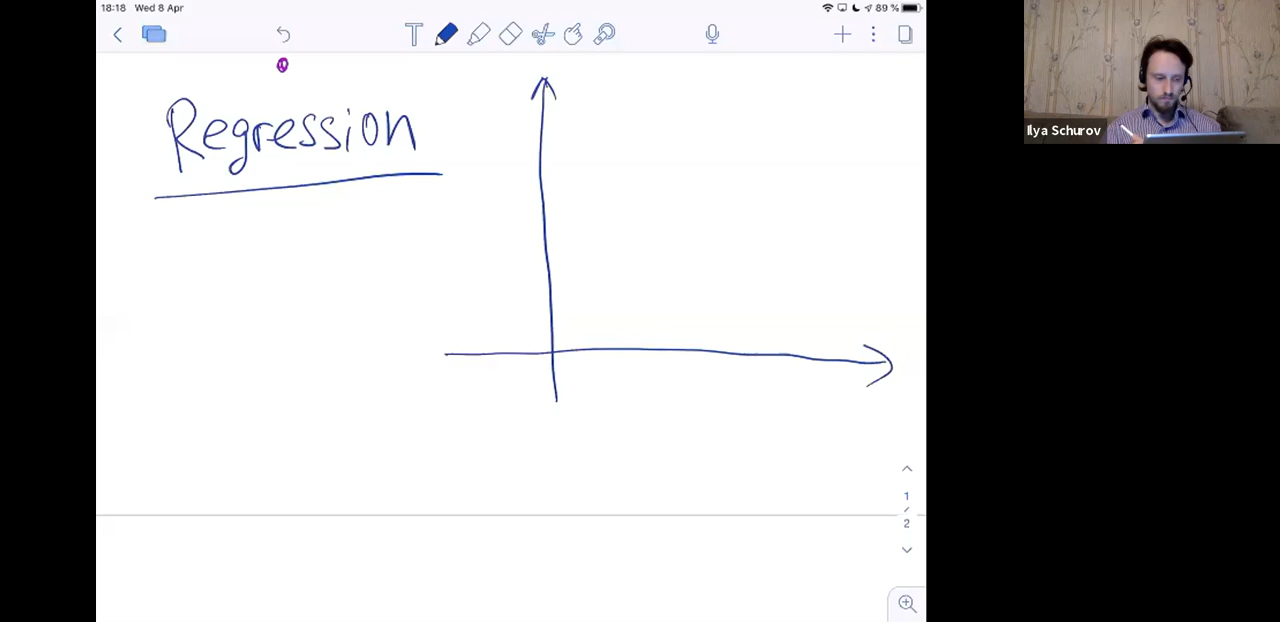 18:18 Wed 8 Apr
89 %
T
Regression
Ilya Schurov
1
2